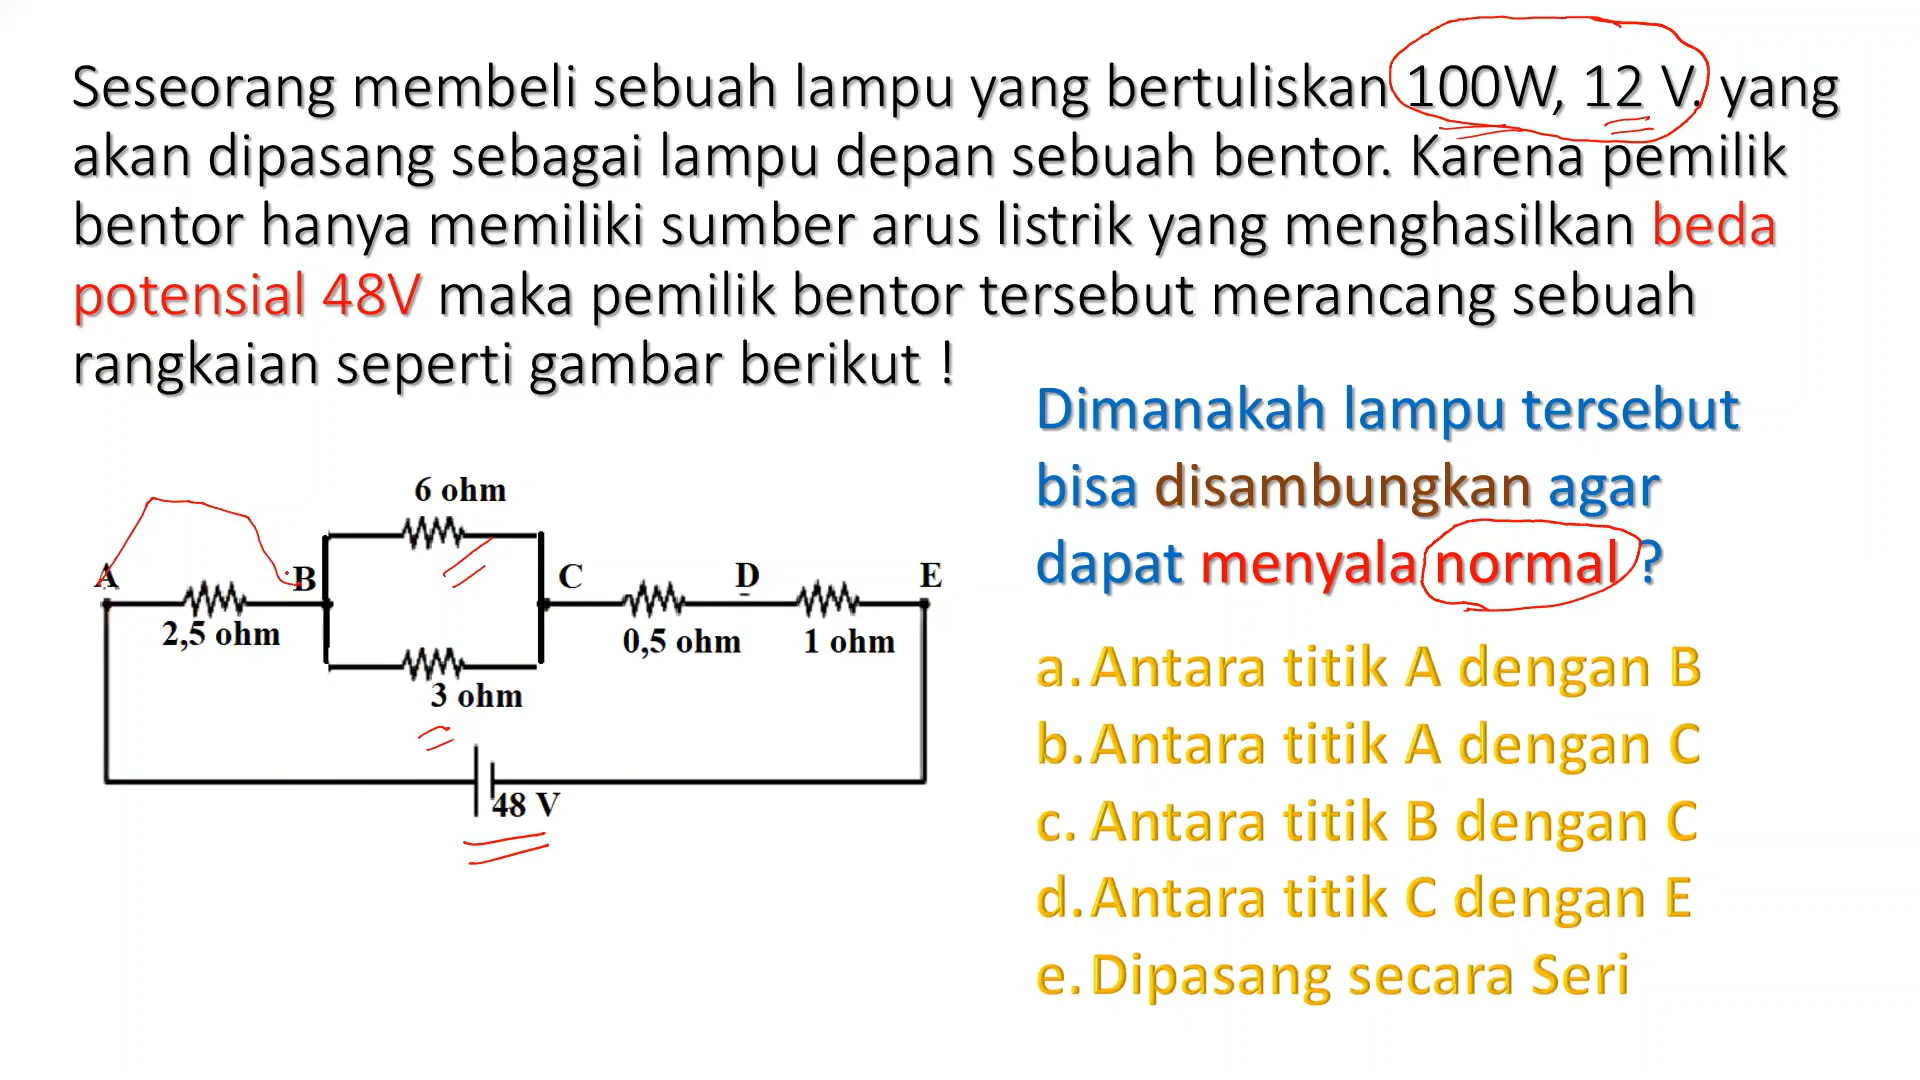 Seseorang membeli sebuah lampu yang bertuliskan 100W, 12 V. yang
akan dipasang sebagai lampu depan sebuah bentor. Karena pemilik
bentor hanya memiliki sumber arus listrik yang menghasilkan beda
potensial 48V maka pemilik bentor tersebut merancang sebuah
rangkaian seperti gambar berikut !
Dimanakah lampu tersebut
bisa disambungkan agar
dapat menyala normal ?
6 ohm
A
B
C
D
E
2,5 ohm
0,5 ohm
1 ohm
3 ohm
48 V
a. Antara titik A dengan B
b. Antara titik A dengan C
c. Antara titik B dengan C
d. Antara titik C dengan E
e. Dipasang secara Seri